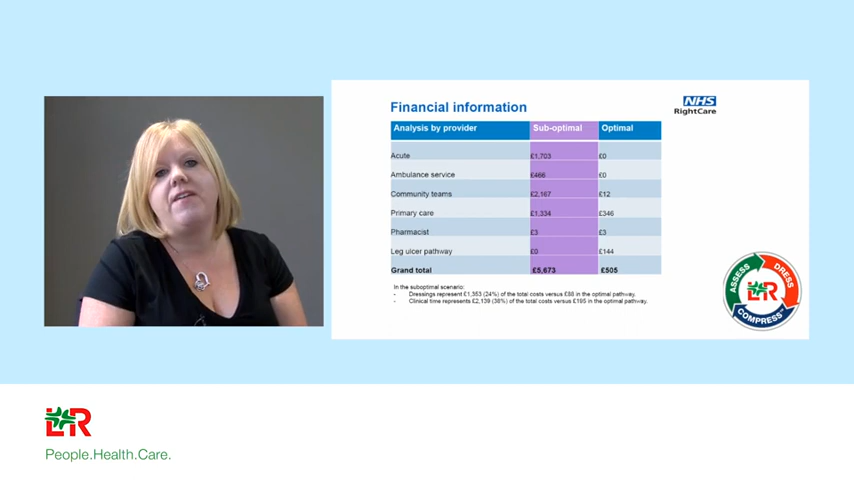 Financial information
NHS
RightCare
Analysis by provider Sub-optimal Optimal
Acute £1,703 £0
Ambulance service £466 £0
Community teams £2,167 £12
Primary care £1,334 £346
Pharmacist £3 £3
Leg ulcer pathway £0 £144
Grand total £5,673 £505
In the suboptimal scenario:
- Dressings represent £1,353 (24%) of the total costs versus £88 in the optimal pathway.
- Clinical time represents £2,139 (38%) of the total costs versus £195 in the optimal pathway.
ASSESS
DRESS
L&R
COMPRESS™
L&R
People.Health.Care.